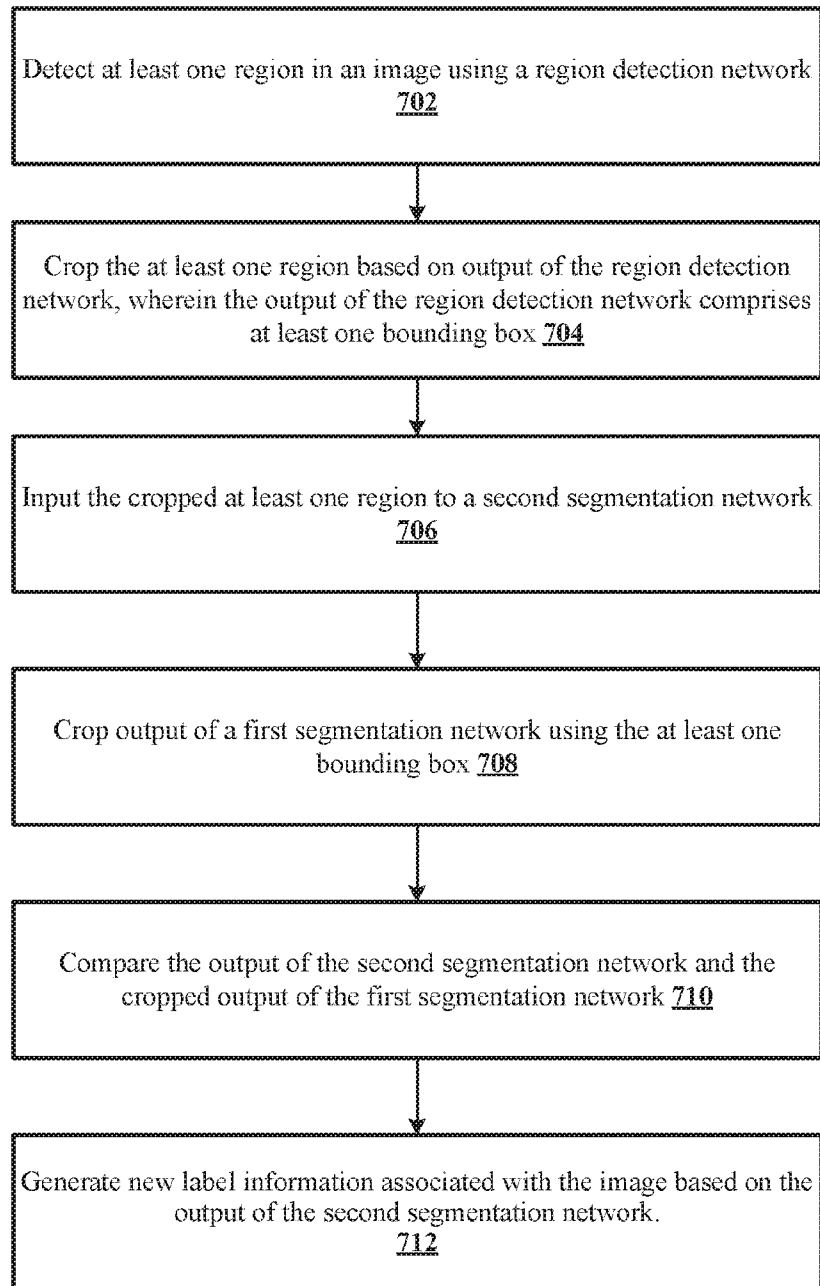 Detect at least one region in an image using a region detection network
702
Crop the at least one region based on output of the region detection
network, wherein the output of the region detection network comprises
at least one bounding box 704
Input the cropped at least one region to a second segmentation network
706
Crop output of a first segmentation network using the at least one
bounding box 708
Compare the output of the second segmentation network and the
cropped output of the first segmentation network 710
Generate new label information associated with the image based on the
output of the second segmentation network.
712